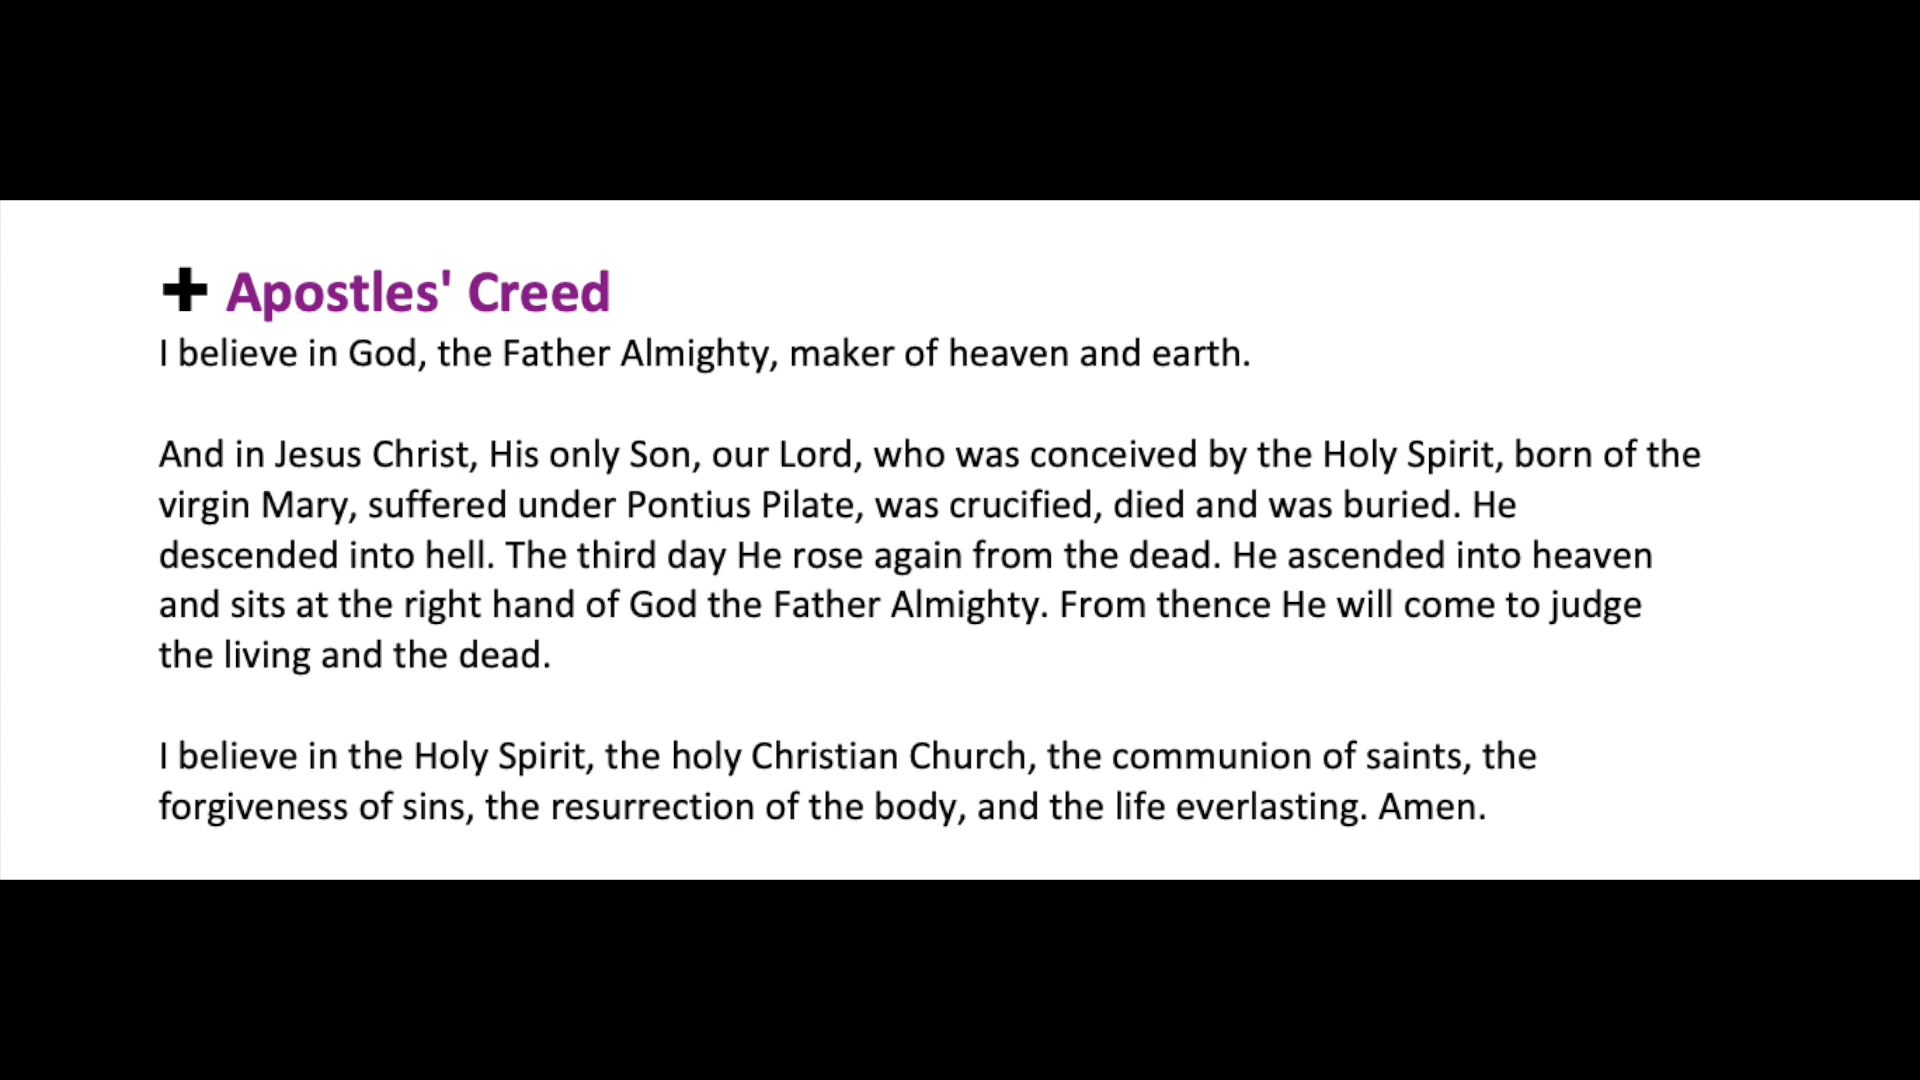 ✚ Apostles' Creed
I believe in God, the Father Almighty, maker of heaven and earth.
And in Jesus Christ, His only Son, our Lord, who was conceived by the Holy Spirit, born of the
virgin Mary, suffered under Pontius Pilate, was crucified, died and was buried. He
descended into hell. The third day He rose again from the dead. He ascended into heaven
and sits at the right hand of God the Father Almighty. From thence He will come to judge
the living and the dead.
I believe in the Holy Spirit, the holy Christian Church, the communion of saints, the
forgiveness of sins, the resurrection of the body, and the life everlasting. Amen.